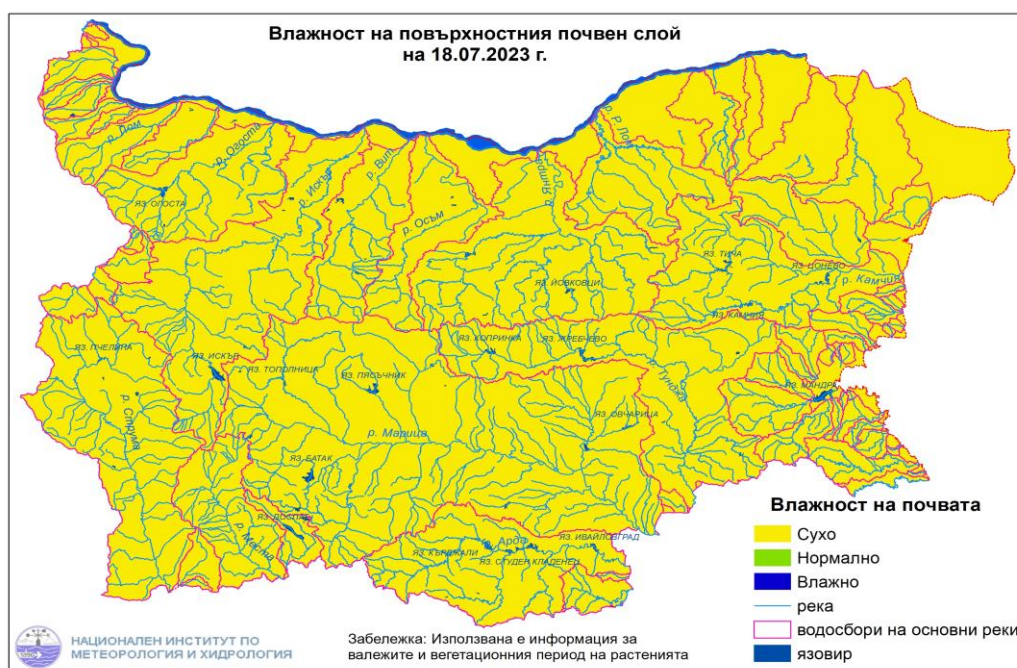 Влажност на повърхностния почвен слой
на 18.07.2023 г.
р. Лом
р. Огоста
р. Искър
р. Вит
р. Осъм
р. Янтра
Р. Лом
ЯЗ. ОГОСТА
ЯЗ. ТИЧА
ЯЗ. ЦОНЕВО
р. Камчия
ЯЗ. ЙОВКОВЦИ
ЯЗ. КАМЧИЯ
ЯЗ. ПЧЕЛИНА
ЯЗ. ИСКЪР
ЯЗ. ТОПОЛНИЦА
ЯЗ. КОПРИНКА
ЯЗ. ЖРЕБЧЕВО
ЯЗ. ПЯСЪЧНИК
р. Тунджа
ЯЗ. МАНДРА
р. Струма
р. Марица
ЯЗ. ОВЧАРИЦА
ЯЗ. БАТАК
ЯЗ. ДОСПАТ
р. Места
ЯЗ. КЪРДЖАЛИ
р. Арда
ЯЗ. ИВАЙЛОВГРАД
ЯЗ. СТУДЕН КЛАДЕНЕЦ
Влажност на почвата
Сухо
Нормално
Влажно
река
водосбори на основни реки
язовир
НАЦИОНАЛЕН ИНСТИТУТ ПО
МЕТЕОРОЛОГИЯ И ХИДРОЛОГИЯ
Забележка: Използвана е информация за
валежите и вегетационния период на растенията